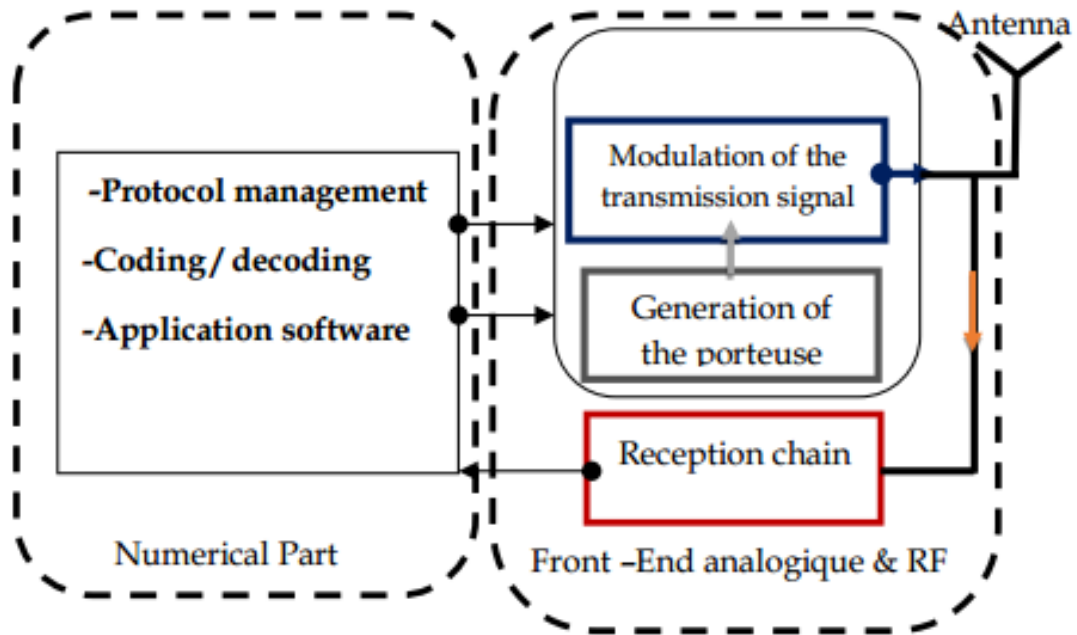 Antenna
-Protocol management
-Coding/ decoding
-Application software
Numerical Part
Modulation of the
transmission signal
Generation of
the porteuse
Reception chain
Front –End analogique & RF